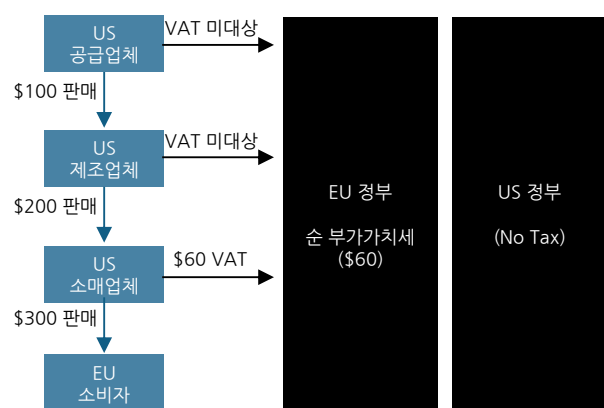 US
공급업체
VAT 미대상
$100 판매
US
제조업체
VAT 미대상
$200 판매
US
소매업체
$60 VAT
$300 판매
EU
소비자
EU 정부
순 부가가치세
($60)
US 정부
(No Tax)